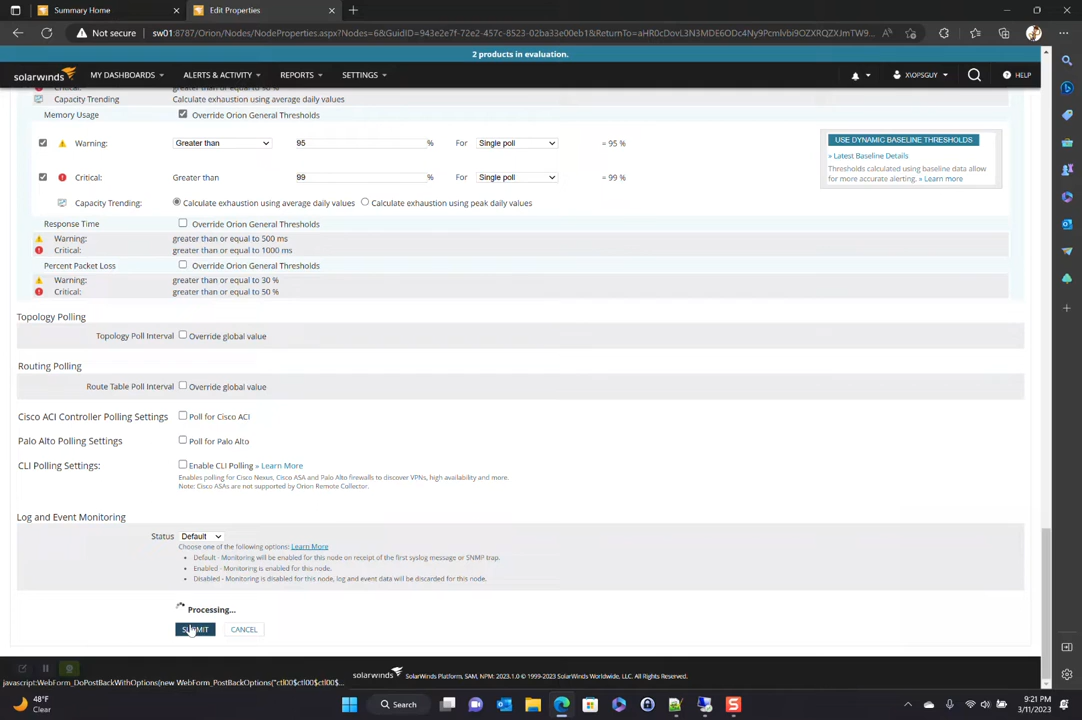 Summary Home
Edit Properties
Not secure sw01:8787/Orion/Nodes/NodeProperties.aspx?Nodes=6&GuidID=943e2e7f-72e2-457c-8523-02ba33e00eb1&ReturnTo=aHR0cDovL3N3MDE6ODc4Ny9Pcmlvbi9OZXRQZXJmTW9...
2 products in evaluation.
solarwinds MY DASHBOARDS ALERTS & ACTIVITY REPORTS SETTINGS X\OPSGUY HELP
Capacity Trending Calculate exhaustion using average daily values
Memory Usage Override Orion General Thresholds
USE DYNAMIC BASELINE THRESHOLDS
Warning: Greater than 95 % For Single poll = 95 %
» Latest Baseline Details
Thresholds calculated using baseline data allow
for more accurate alerting. » Learn more
Critical: Greater than 99 % For Single poll = 99 %
Capacity Trending: Calculate exhaustion using average daily values Calculate exhaustion using peak daily values
Response Time Override Orion General Thresholds
Warning: greater than or equal to 500 ms
Critical: greater than or equal to 1000 ms
Percent Packet Loss Override Orion General Thresholds
Warning: greater than or equal to 30 %
Critical: greater than or equal to 50 %
Topology Polling
Topology Poll Interval Override global value
Routing Polling
Route Table Poll Interval Override global value
Cisco ACI Controller Polling Settings Poll for Cisco ACI
Palo Alto Polling Settings Poll for Palo Alto
CLI Polling Settings: Enable CLI Polling » Learn More
Enables polling for Cisco Nexus, Cisco ASA and Palo Alto firewalls to discover VPNs, high availability and more.
Note: Cisco ASAs are not supported by Orion Remote Collector.
Log and Event Monitoring
Status Default
Choose one of the following options: Learn More
• Default - Monitoring will be enabled for this node on receipt of the first syslog message or SNMP trap.
• Enabled - Monitoring is enabled for this node.
• Disabled - Monitoring is disabled for this node, log and event data will be discarded for this node.
Processing...
SUBMIT CANCEL
solarwinds SolarWinds Platform, SAM, NPM: 2023.1.0 © 1999-2023 SolarWinds Worldwide, LLC. All Rights Reserved.
javascript:WebForm_DoPostBackWithOptions(new WebForm_PostBackOptions("ctl00$ctl00$ctl00$...
48°F
Clear
Search
9:21 PM
3/11/2023